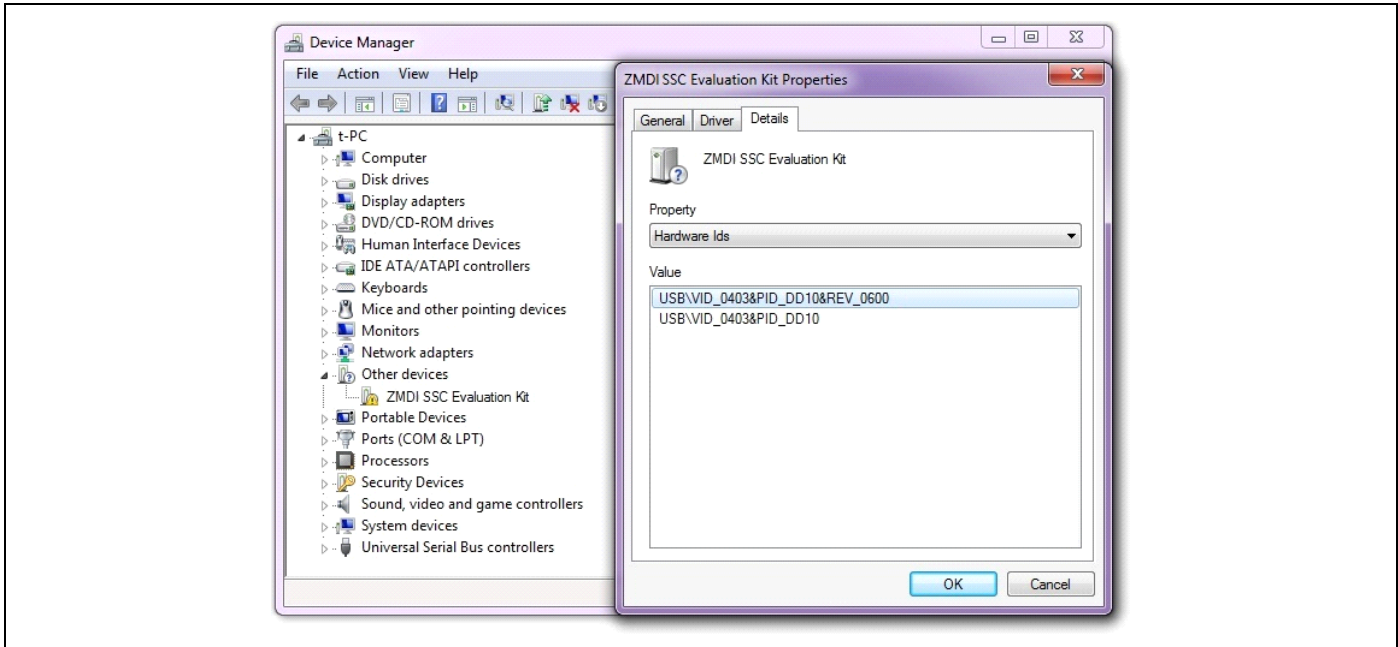 Device Manager
File Action View Help
t-PC
Computer
Disk drives
Display adapters
DVD/CD-ROM drives
Human Interface Devices
IDE ATA/ATAPI controllers
Keyboards
Mice and other pointing devices
Monitors
Network adapters
Other devices
ZMDI SSC Evaluation Kit
Portable Devices
Ports (COM & LPT)
Processors
Security Devices
Sound, video and game controllers
System devices
Universal Serial Bus controllers
ZMDI SSC Evaluation Kit Properties
General Driver Details
ZMDI SSC Evaluation Kit
Property
Hardware Ids
Value
USB\VID_0403&PID_DD10&REV_0600
USB\VID_0403&PID_DD10
OK Cancel